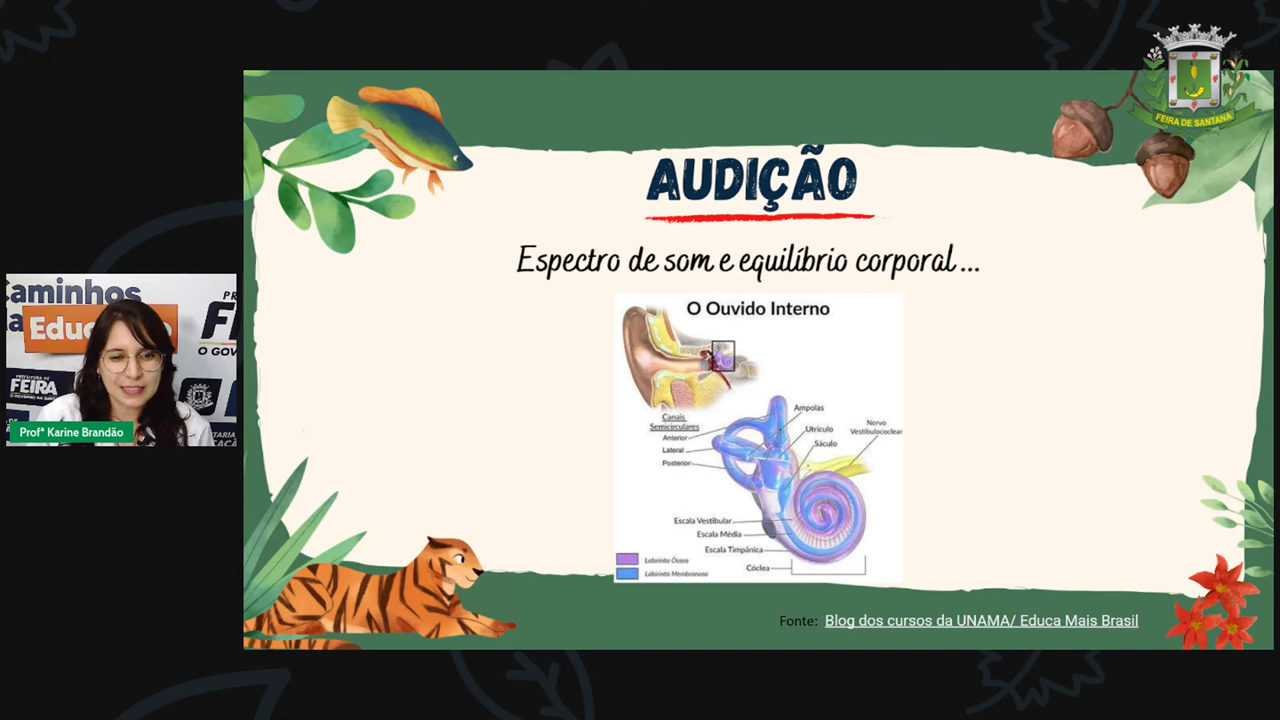 FEIRA DE SANTANA
AUDIÇÃO
Espectro de som e equilíbrio corporal...
O Ouvido Interno
Canais
Semicirculares
Anterior
Lateral
Posterior
Ampolas
Utrículo
Sáculo
Nervo
Vestibulococlear
Escala Vestibular
Escala Média
Escala Timpânica
Cóclea
Labirinto Ósseo
Labirinto Membranoso
Fonte: Blog dos cursos da UNAMA/ Educa Mais Brasil
Caminhos
Educ
O GOV
FEIRA
Profª Karine Brandão